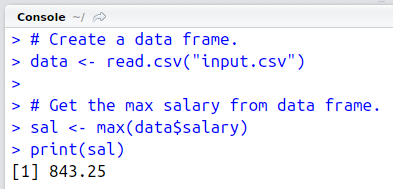 Console ~/
> # Create a data frame.
> data <- read.csv("input.csv")
>
> # Get the max salary from data frame.
> sal <- max(data$salary)
> print(sal)
[1] 843.25